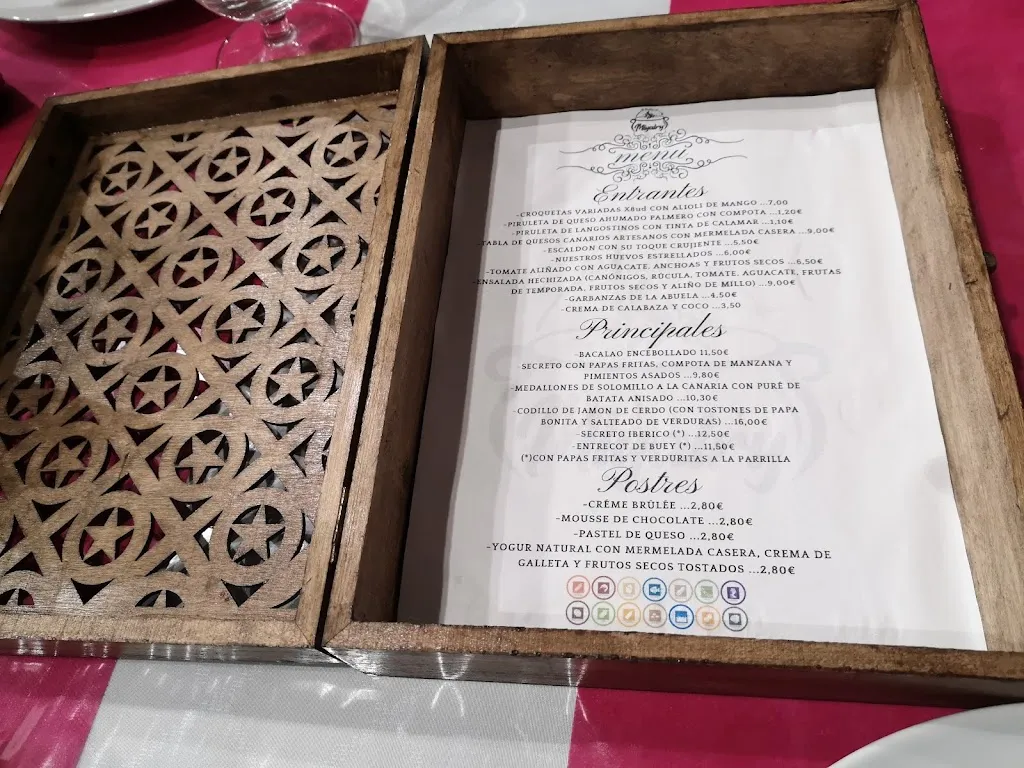 menú
Entrantes
-CROQUETAS VARIADAS X8ud CON ALIOLI DE MANGO ...7,00
-PIRULETA DE QUESO AHUMADO PALMERO CON COMPOTA ...1,20€
-PIRULETA DE LANGOSTINOS CON TINTA DE CALAMAR ...1,10€
-TABLA DE QUESOS CANARIOS ARTESANOS CON MERMELADA CASERA ...9,00€
-ESCALDON CON SU TOQUE CRUJIENTE ...5,50€
-NUESTROS HUEVOS ESTRELLADOS ...6,00€
-TOMATE ALIÑADO CON AGUACATE, ANCHOAS Y FRUTOS SECOS ...6,50€
-ENSALADA HECHIZADA (CANÓNIGOS, RÚCULA, TOMATE, AGUACATE, FRUTAS
DE TEMPORADA, FRUTOS SECOS Y ALIÑO DE MILLO) ...9,00€
-GARBANZAS DE LA ABUELA ...4,50€
-CREMA DE CALABAZA Y COCO ...3,50
Principales
-BACALAO ENCEBOLLADO 11,50€
-SECRETO CON PAPAS FRITAS, COMPOTA DE MANZANA Y
PIMIENTOS ASADOS ...9,80€
-MEDALLONES DE SOLOMILLO A LA CANARIA CON PURÉ DE
BATATA ANISADO ...10,30€
-CODILLO DE JAMON DE CERDO (CON TOSTONES DE PAPA
BONITA Y SALTEADO DE VERDURAS) ...16,00€
-SECRETO IBERICO (*) ...12,50€
-ENTRECOT DE BUEY (*) ...11,50€
(*)CON PAPAS FRITAS Y VERDURITAS A LA PARRILLA
Postres
-CRÊME BRÛLÉE ...2,80€
-MOUSSE DE CHOCOLATE ...2,80€
-PASTEL DE QUESO ...2,80€
-YOGUR NATURAL CON MERMELADA CASERA, CREMA DE
GALLETA Y FRUTOS SECOS TOSTADOS ...2,80€